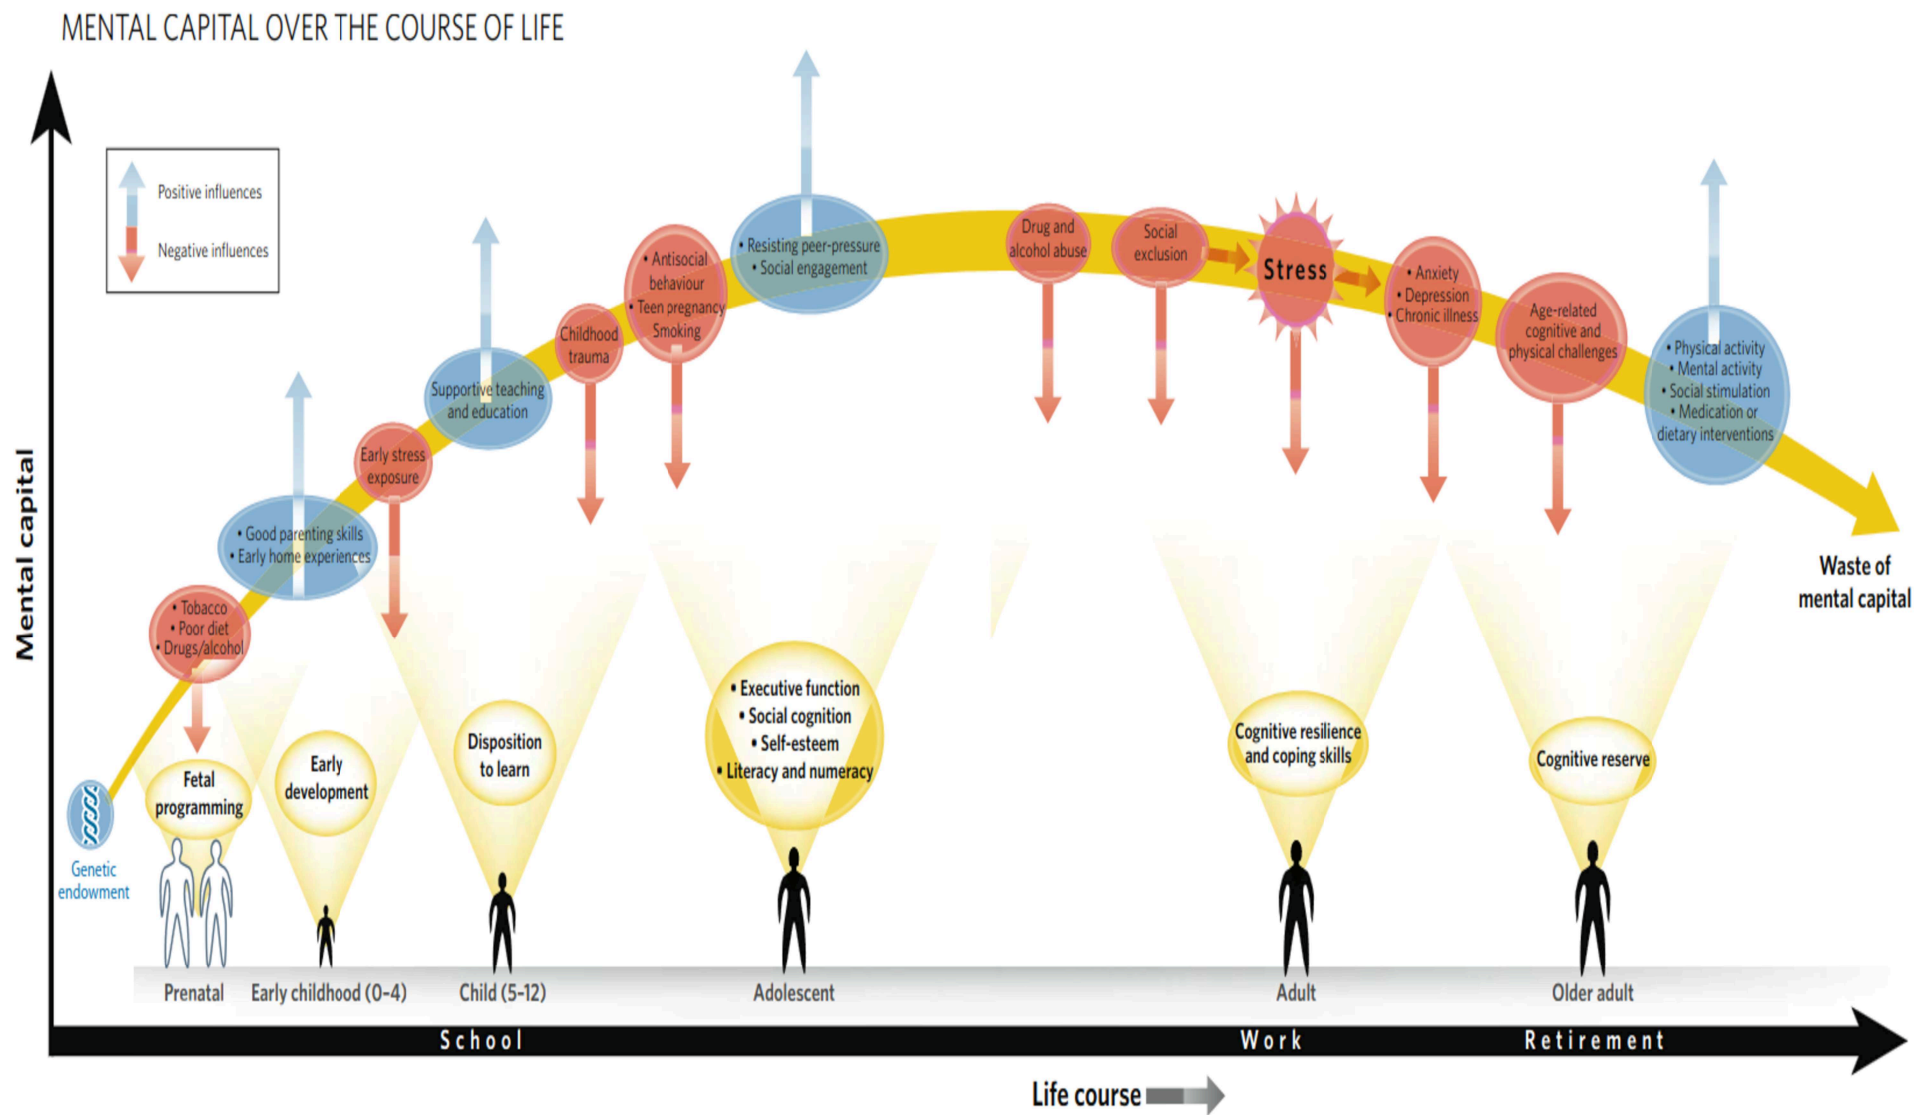 MENTAL CAPITAL OVER THE COURSE OF LIFE
Positive influences
Negative influences
Mental capital
• Resisting peer-pressure
• Social engagement
Drug and
alcohol abuse
Social
exclusion
Stress
• Anxiety
• Depression
• Chronic illness
• Antisocial
behaviour
• Teen pregnancy
Smoking
Childhood
trauma
Age-related
cognitive and
physical challenges
• Physical activity
• Mental activity
• Social stimulation
• Medication or
dietary interventions
Supportive teaching
and education
Early stress
exposure
• Good parenting skills
• Early home experiences
• Tobacco
• Poor diet
• Drugs/alcohol
Waste of
mental capital
Genetic
endowment
Fetal
programming
Early
development
Disposition
to learn
• Executive function
• Social cognition
• Self-esteem
• Literacy and numeracy
Cognitive resilience
and coping skills
Cognitive reserve
Prenatal
Early childhood (0–4)
Child (5–12)
Adolescent
Adult
Older adult
School
Work
Retirement
Life course